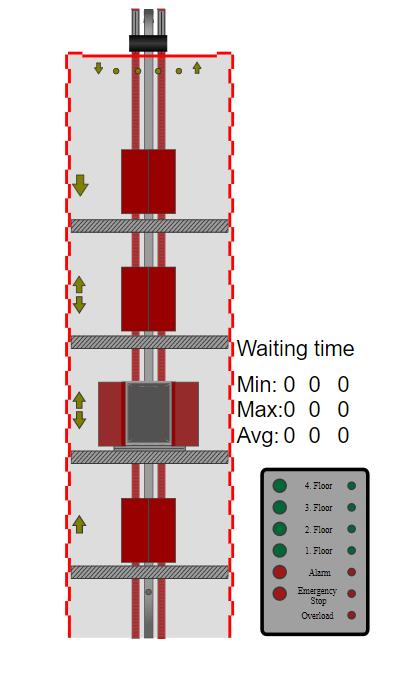 Waiting time
Min: 0 0 0
Max:0 0 0
Avg: 0 0 0
4. Floor
3. Floor
2. Floor
1. Floor
Alarm
Emergency
Stop
Overload